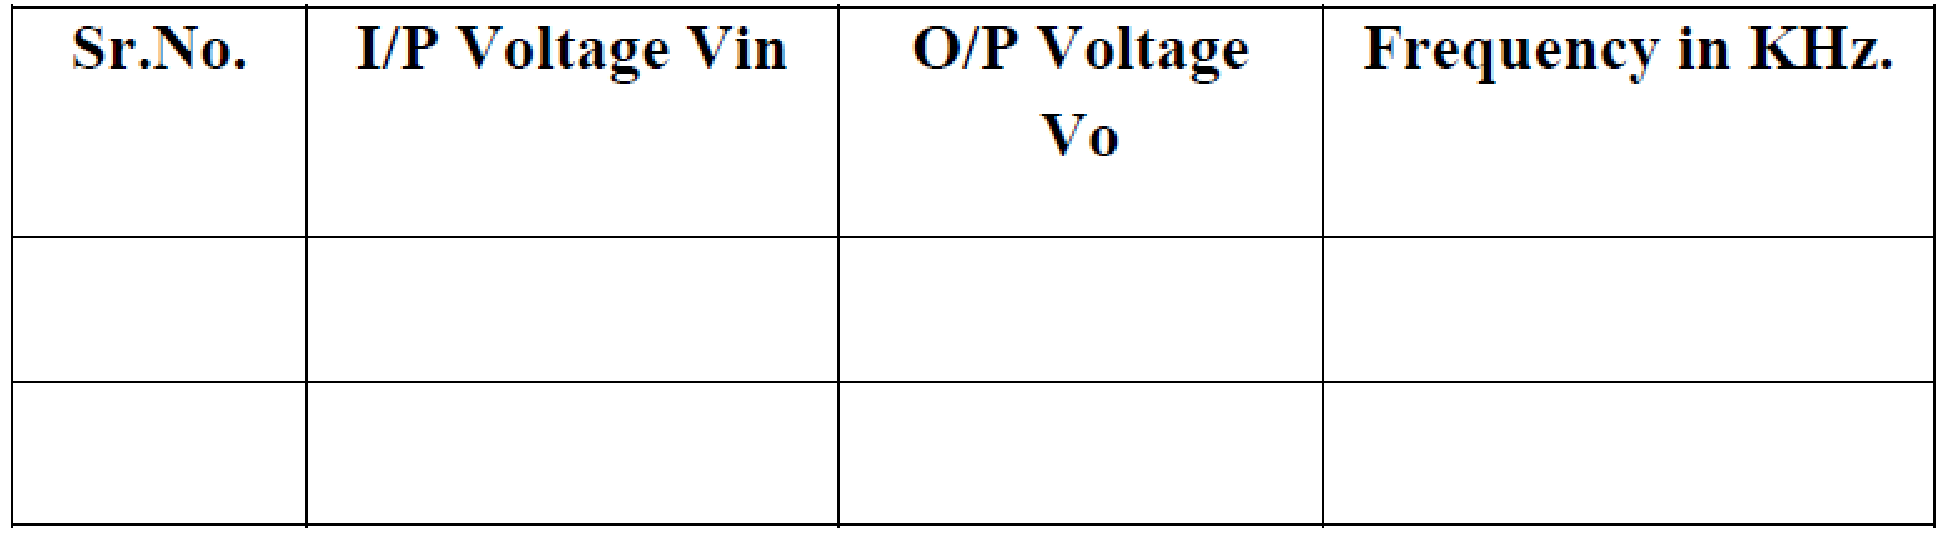 Sr.No.
I/P Voltage Vin
O/P Voltage
Vo
Frequency in KHz.